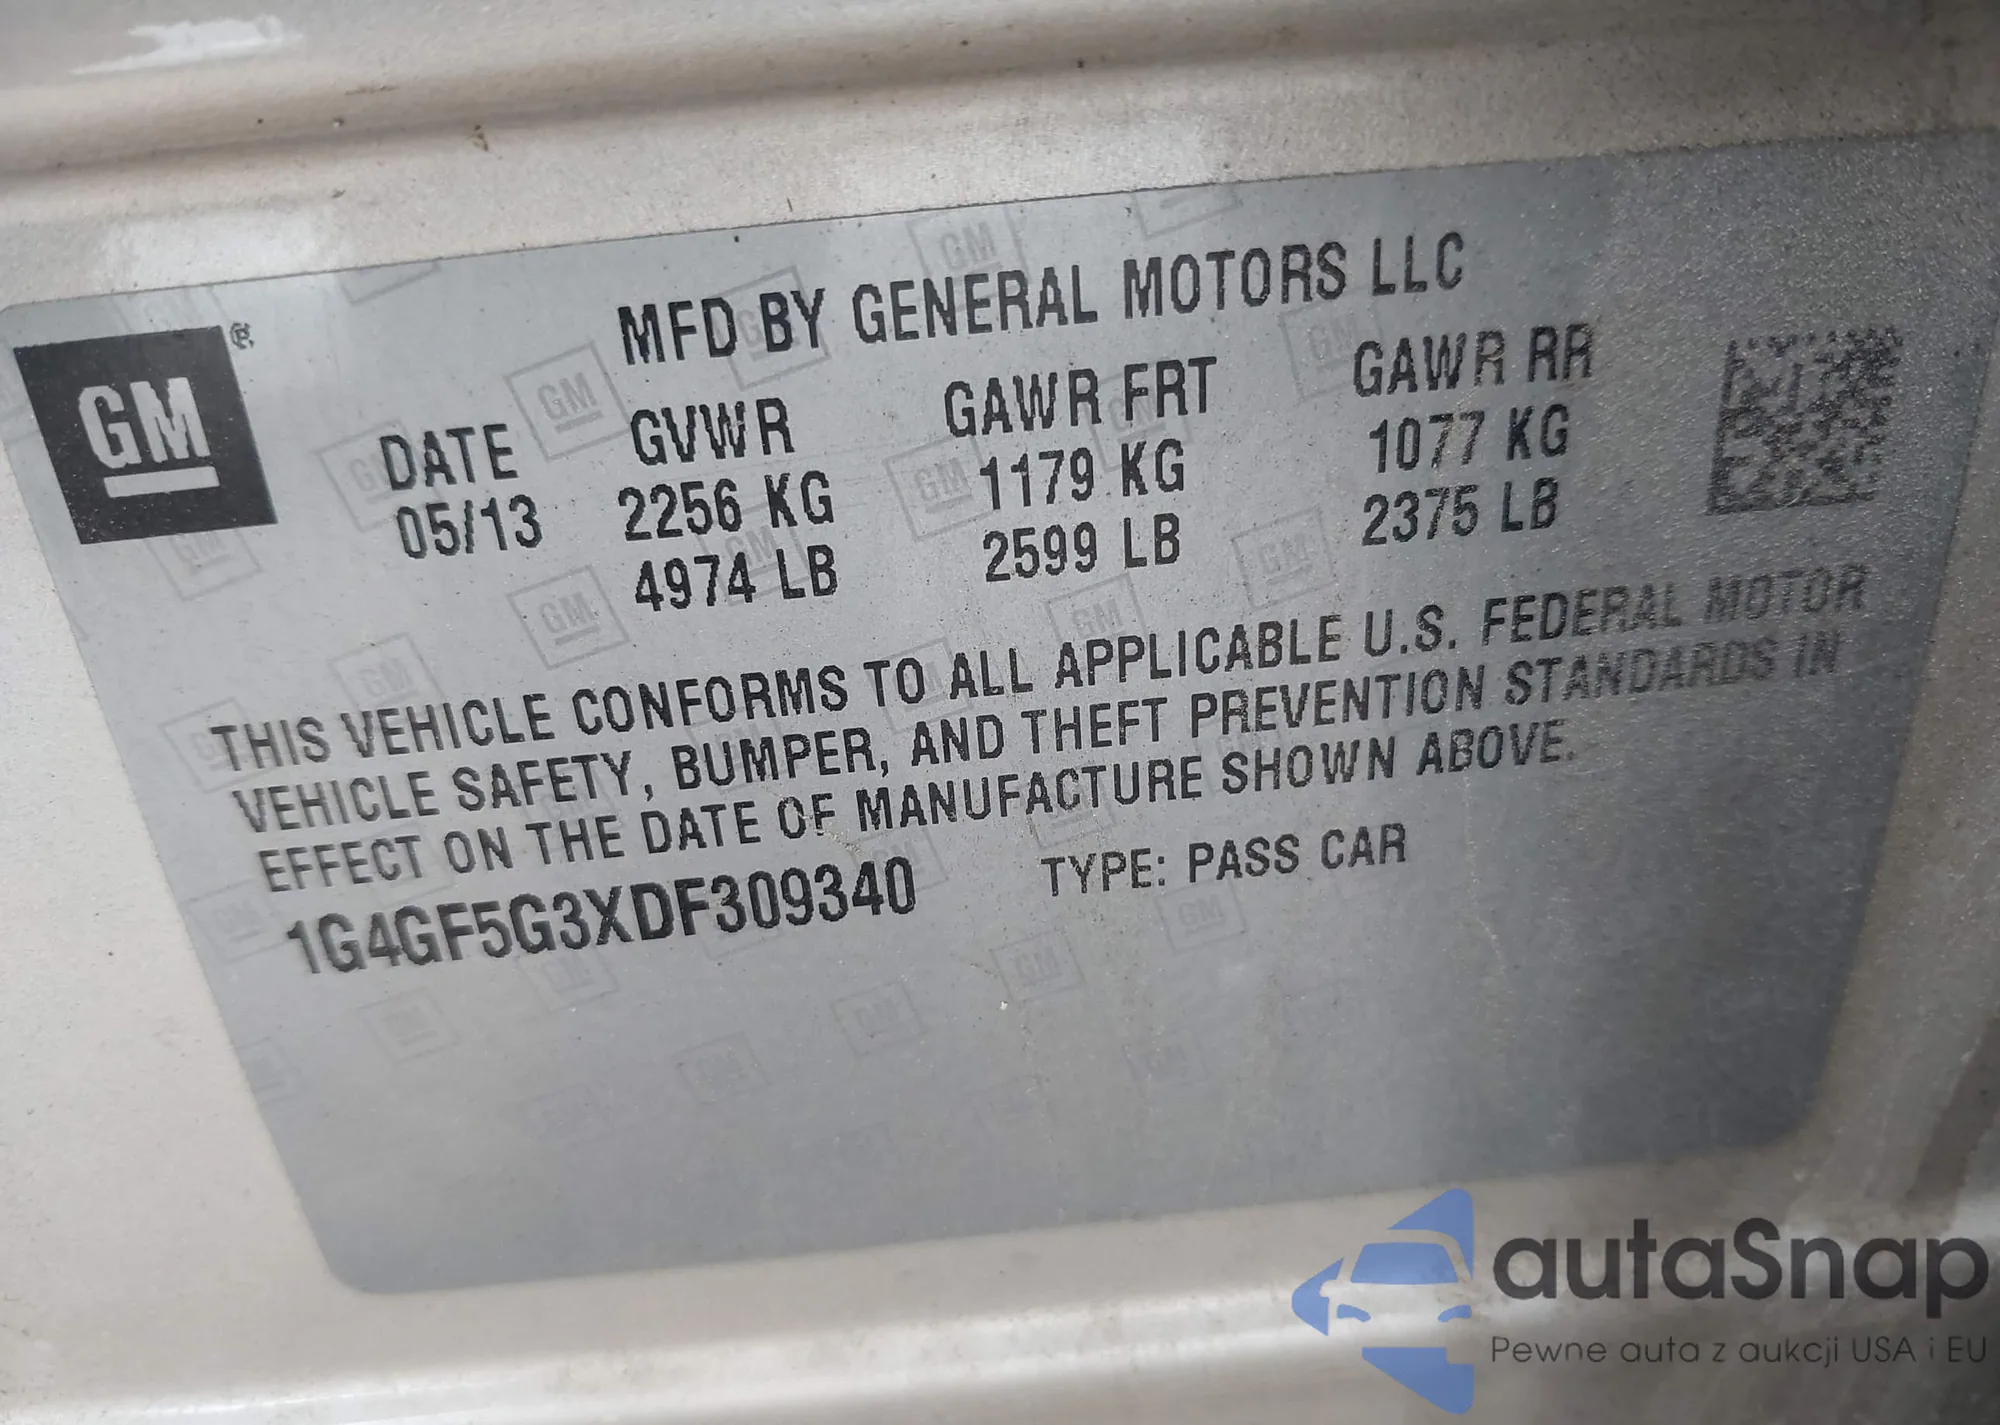 MFD BY GENERAL MOTORS LLC
GM ®
DATE GVWR GAWR FRT GAWR RR
05/13 2256 KG 1179 KG 1077 KG
4974 LB 2599 LB 2375 LB
THIS VEHICLE CONFORMS TO ALL APPLICABLE U.S. FEDERAL MOTOR
VEHICLE SAFETY, BUMPER, AND THEFT PREVENTION STANDARDS IN
EFFECT ON THE DATE OF MANUFACTURE SHOWN ABOVE.
1G4GF5G3XDF309340 TYPE: PASS CAR
autaSnap
Pewne auta z aukcji USA i EU